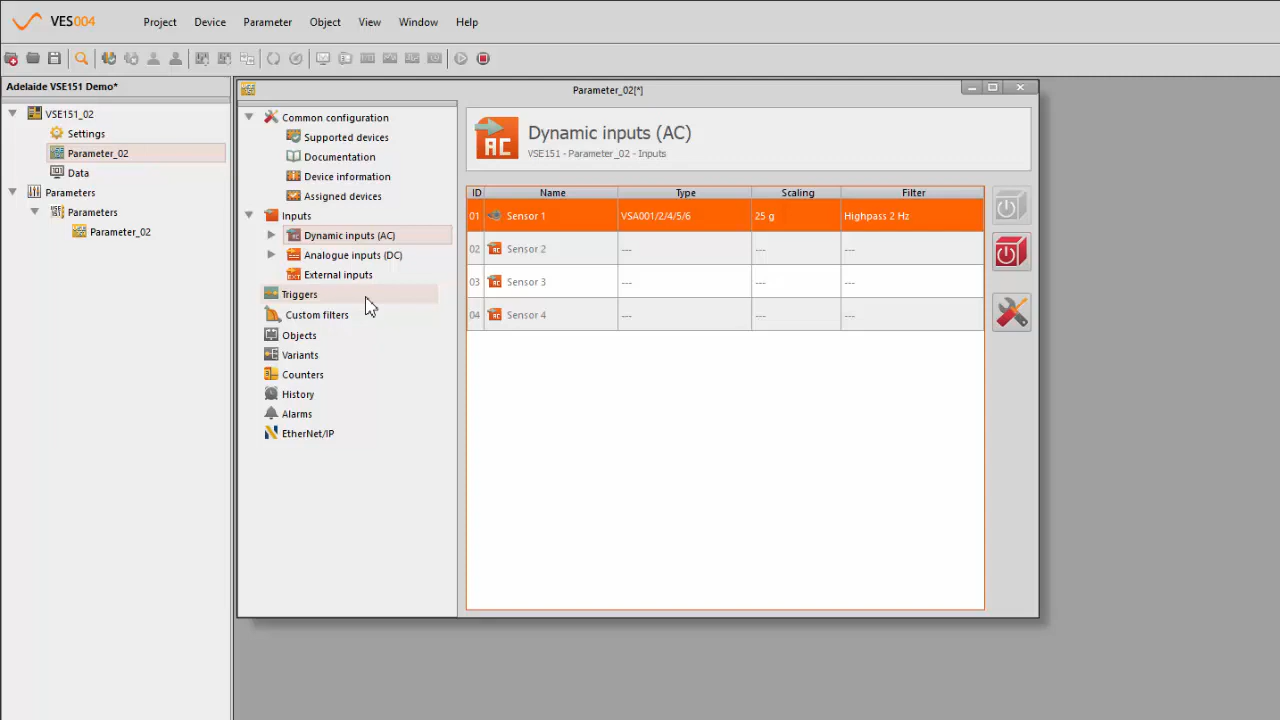 VES004
Project Device Parameter Object View Window Help
Adelaide VSE151 Demo*
VSE151_02
Settings
Parameter_02
Data
Parameters
Parameters
Parameter_02
Parameter_02[*]
Common configuration
Supported devices
Documentation
Device information
Assigned devices
Inputs
Dynamic inputs (AC)
Analogue inputs (DC)
External inputs
Triggers
Custom filters
Objects
Variants
Counters
History
Alarms
EtherNet/IP
AC
Dynamic inputs (AC)
VSE151 - Parameter_02 - Inputs
ID Name Type Scaling Filter
01 Sensor 1 VSA001/2/4/5/6 25 g Highpass 2 Hz
02 Sensor 2 --- --- ---
03 Sensor 3 --- --- ---
04 Sensor 4 --- --- ---